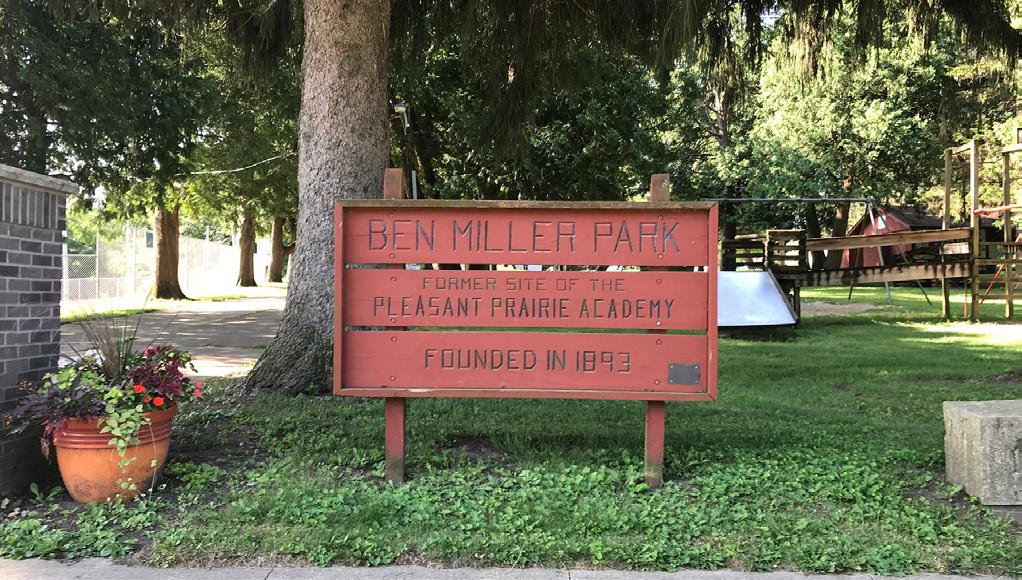 BEN MILLER PARK
FORMER SITE OF THE
PLEASANT PRAIRIE ACADEMY
FOUNDED IN 1893